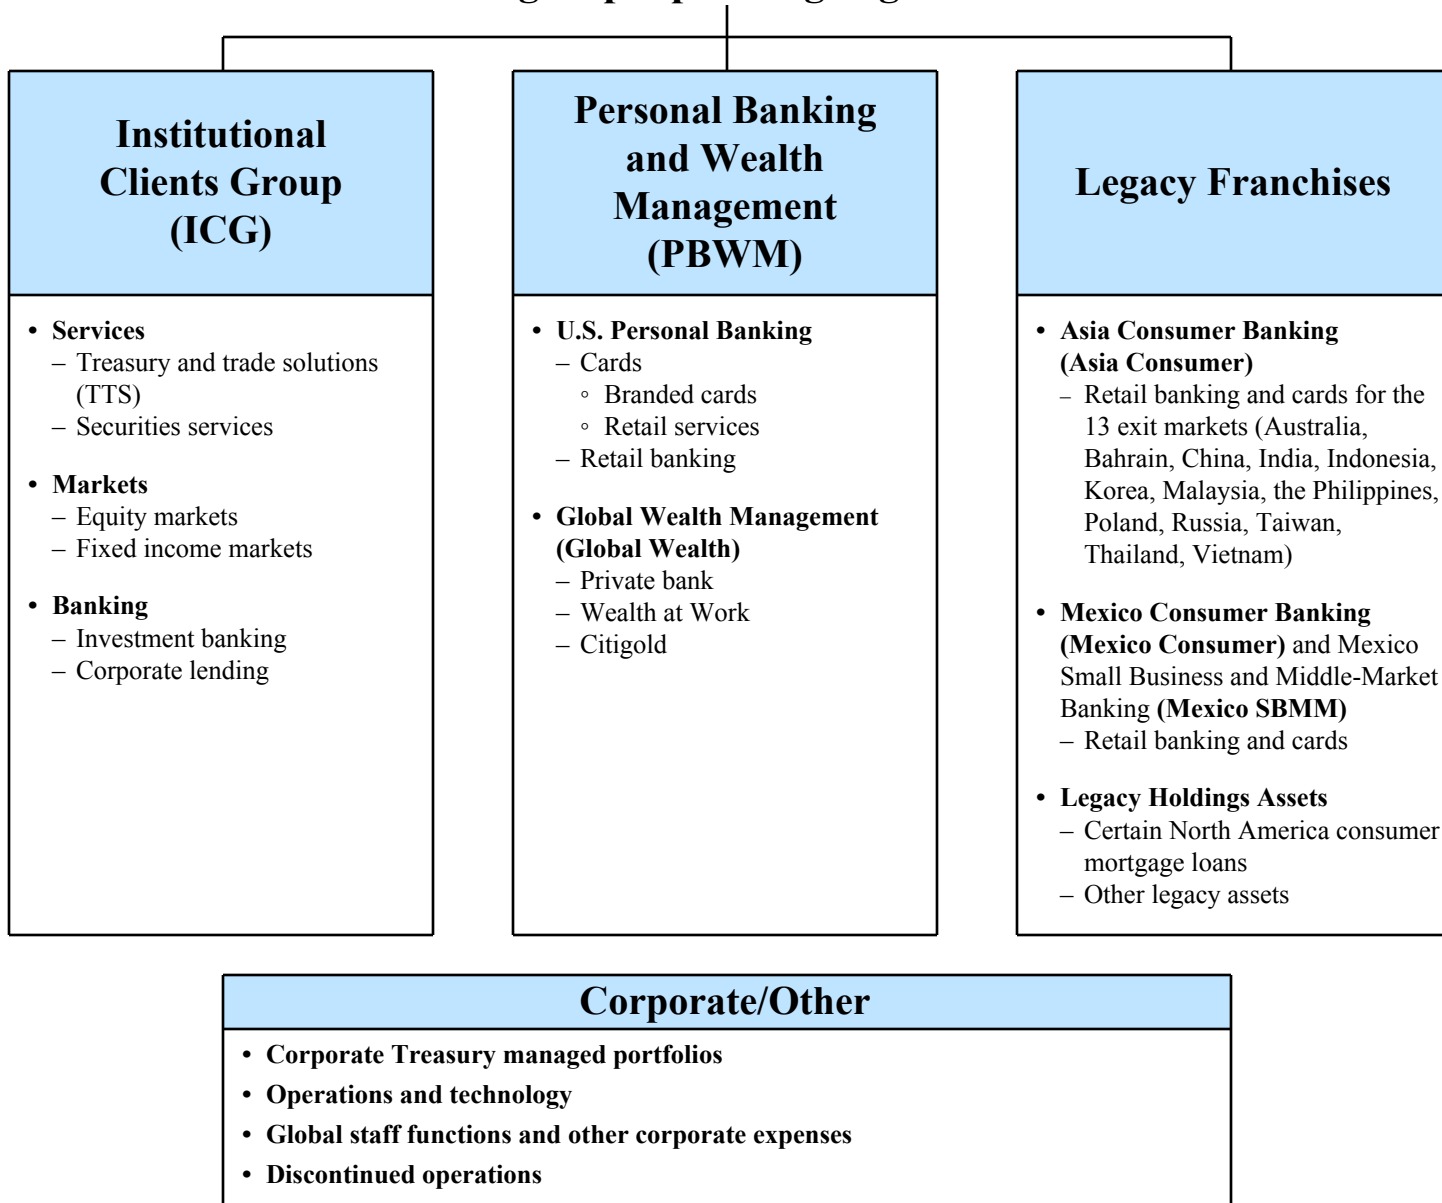 Institutional
Clients Group
(ICG)
• Services
– Treasury and trade solutions
(TTS)
– Securities services
• Markets
– Equity markets
– Fixed income markets
• Banking
– Investment banking
– Corporate lending
Personal Banking
and Wealth
Management
(PBWM)
• U.S. Personal Banking
– Cards
◦ Branded cards
◦ Retail services
– Retail banking
• Global Wealth Management
(Global Wealth)
– Private bank
– Wealth at Work
– Citigold
Legacy Franchises
• Asia Consumer Banking
(Asia Consumer)
– Retail banking and cards for the
13 exit markets (Australia,
Bahrain, China, India, Indonesia,
Korea, Malaysia, the Philippines,
Poland, Russia, Taiwan,
Thailand, Vietnam)
• Mexico Consumer Banking
(Mexico Consumer) and Mexico
Small Business and Middle-Market
Banking (Mexico SBMM)
– Retail banking and cards
• Legacy Holdings Assets
– Certain North America consumer
mortgage loans
– Other legacy assets
Corporate/Other
• Corporate Treasury managed portfolios
• Operations and technology
• Global staff functions and other corporate expenses
• Discontinued operations